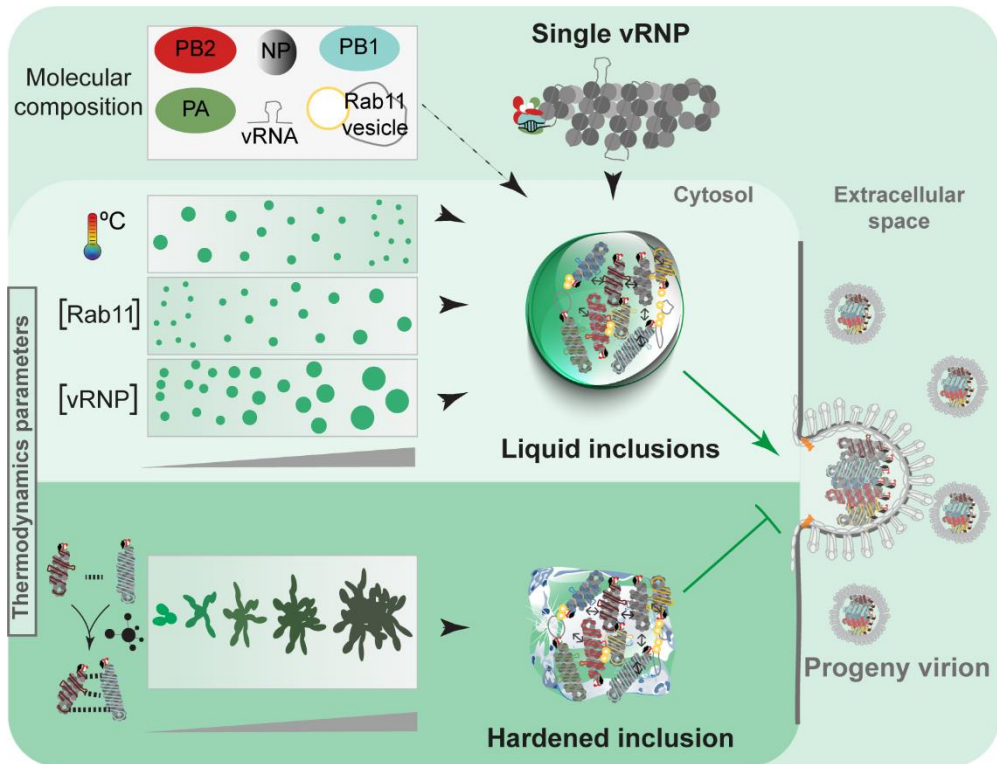 Molecular
composition
PB2
NP
PB1
PA
vRNA
Rab11
vesicle
Single vRNP
Cytosol
Extracellular
space
Thermodynamics parameters
ºC
[Rab11]
[vRNP]
Liquid inclusions
Hardened inclusion
Progeny virion